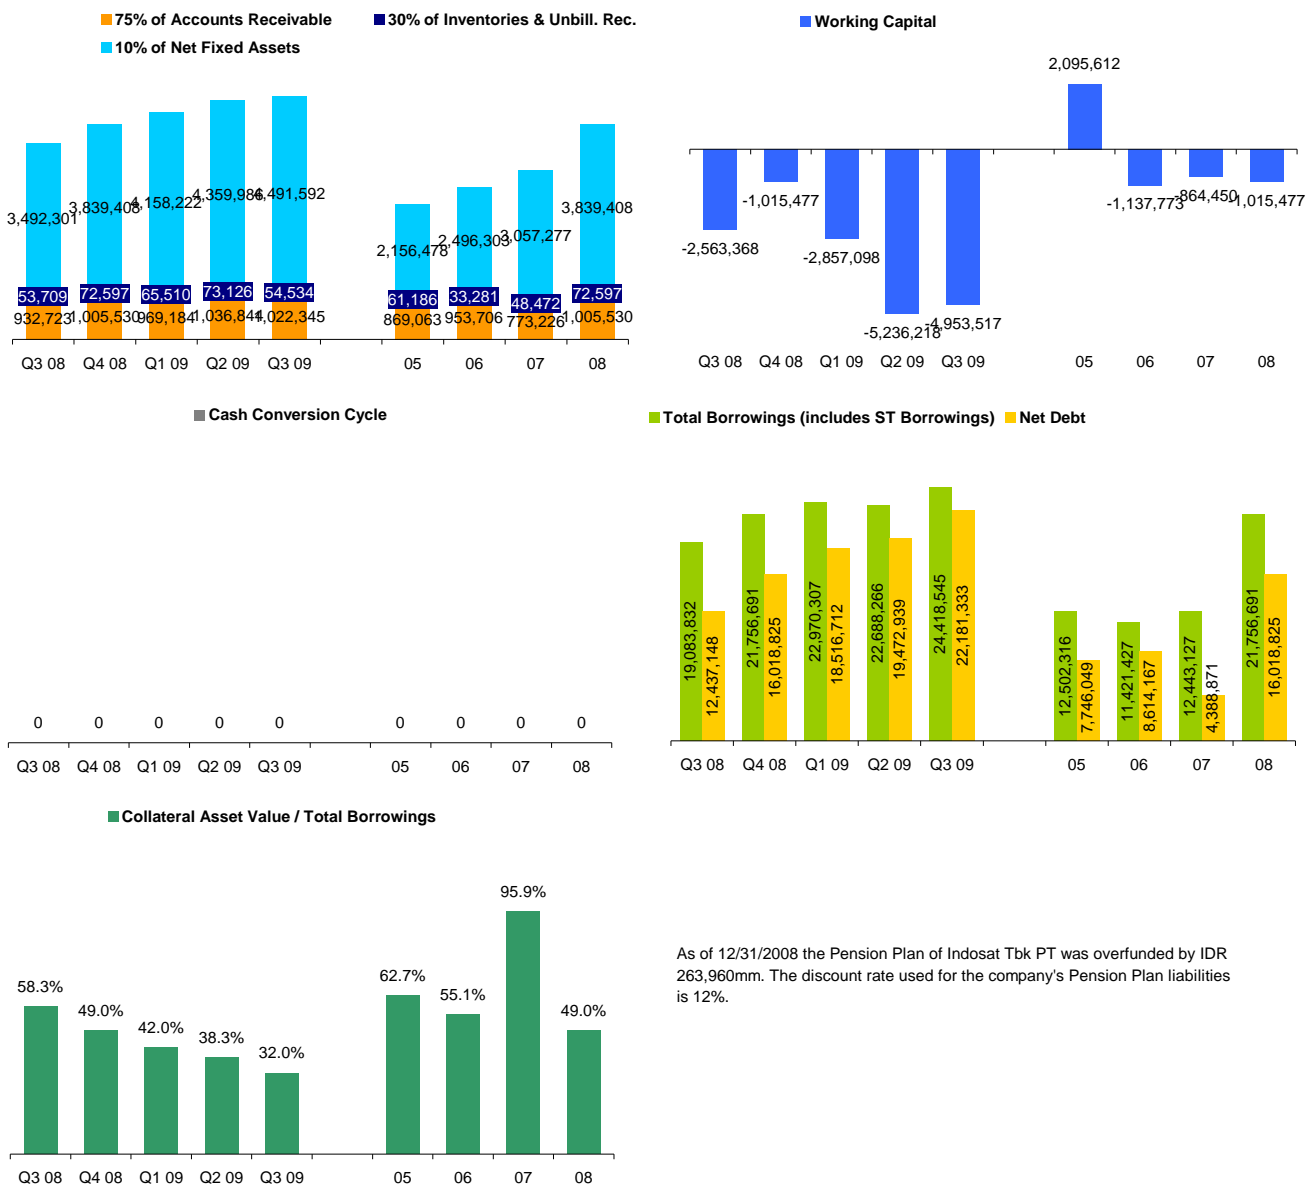 75% of Accounts Receivable
30% of Inventories & Unbill. Rec.
10% of Net Fixed Assets
3,492,301
3,839,408
4,158,222
4,359,986
4,491,592
2,156,478
2,496,303
3,057,277
3,839,408
53,709
72,597
65,510
73,126
54,534
61,186
33,281
48,472
72,597
932,723
1,005,530
969,184
1,036,844
1,022,345
869,063
953,706
773,226
1,005,530
Q3 08
Q4 08
Q1 09
Q2 09
Q3 09
05
06
07
08
Working Capital
2,095,612
-2,563,368
-1,015,477
-2,857,098
-5,236,218
-4,953,517
-1,137,773
-864,450
-1,015,477
Q3 08
Q4 08
Q1 09
Q2 09
Q3 09
05
06
07
08
Cash Conversion Cycle
0
0
0
0
0
0
0
0
0
Q3 08
Q4 08
Q1 09
Q2 09
Q3 09
05
06
07
08
Total Borrowings (includes ST Borrowings)
Net Debt
19,083,832
12,437,148
21,756,691
16,018,825
22,970,307
18,516,712
22,688,266
19,472,939
24,418,545
22,181,333
12,502,316
7,746,049
11,421,427
8,614,167
12,443,127
4,388,871
21,756,691
16,018,825
Q3 08
Q4 08
Q1 09
Q2 09
Q3 09
05
06
07
08
Collateral Asset Value / Total Borrowings
58.3%
49.0%
42.0%
38.3%
32.0%
62.7%
55.1%
95.9%
49.0%
Q3 08
Q4 08
Q1 09
Q2 09
Q3 09
05
06
07
08
As of 12/31/2008 the Pension Plan of Indosat Tbk PT was overfunded by IDR
263,960mm. The discount rate used for the company's Pension Plan liabilities
is 12%.